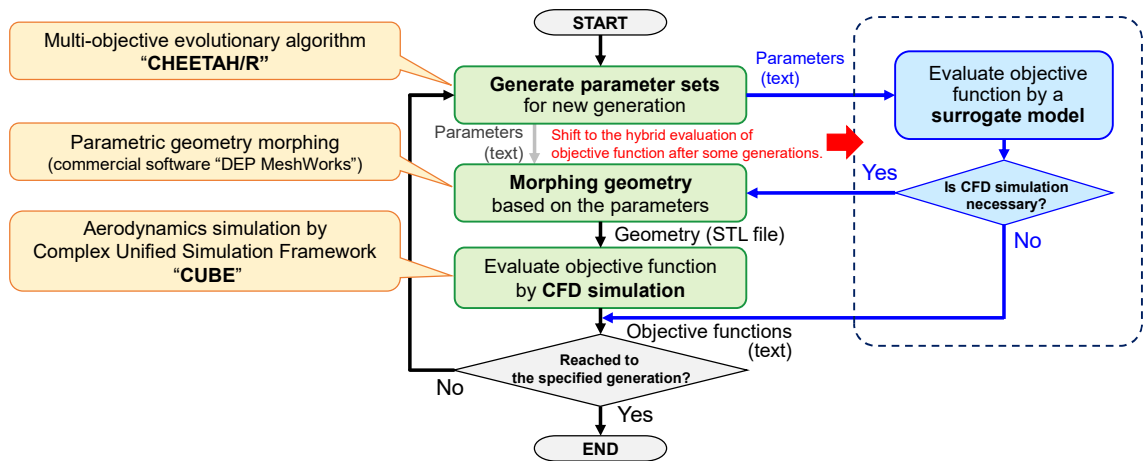 START
Multi-objective evolutionary algorithm
“CHEETAH/R”
Generate parameter sets
for new generation
Parameters
(text)
Evaluate objective
function by a
surrogate model
Parameters
(text)
Shift to the hybrid evaluation of
objective function after some generations.
Parametric geometry morphing
(commercial software “DEP MeshWorks”)
Morphing geometry
based on the parameters
Yes
Is CFD simulation
necessary?
No
Geometry (STL file)
Aerodynamics simulation by
Complex Unified Simulation Framework
“CUBE”
Evaluate objective function
by CFD simulation
Objective functions
(text)
Reached to
the specified generation?
No
Yes
END